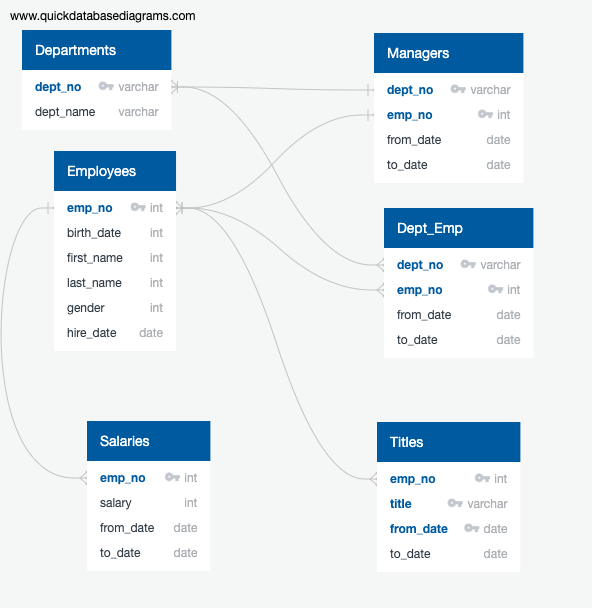 www.quickdatabasediagrams.com
Departments
dept_no varchar
dept_name varchar
Managers
dept_no varchar
emp_no int
from_date date
to_date date
Employees
emp_no int
birth_date int
first_name int
last_name int
gender int
hire_date date
Dept_Emp
dept_no varchar
emp_no int
from_date date
to_date date
Salaries
emp_no int
salary int
from_date date
to_date date
Titles
emp_no int
title varchar
from_date date
to_date date